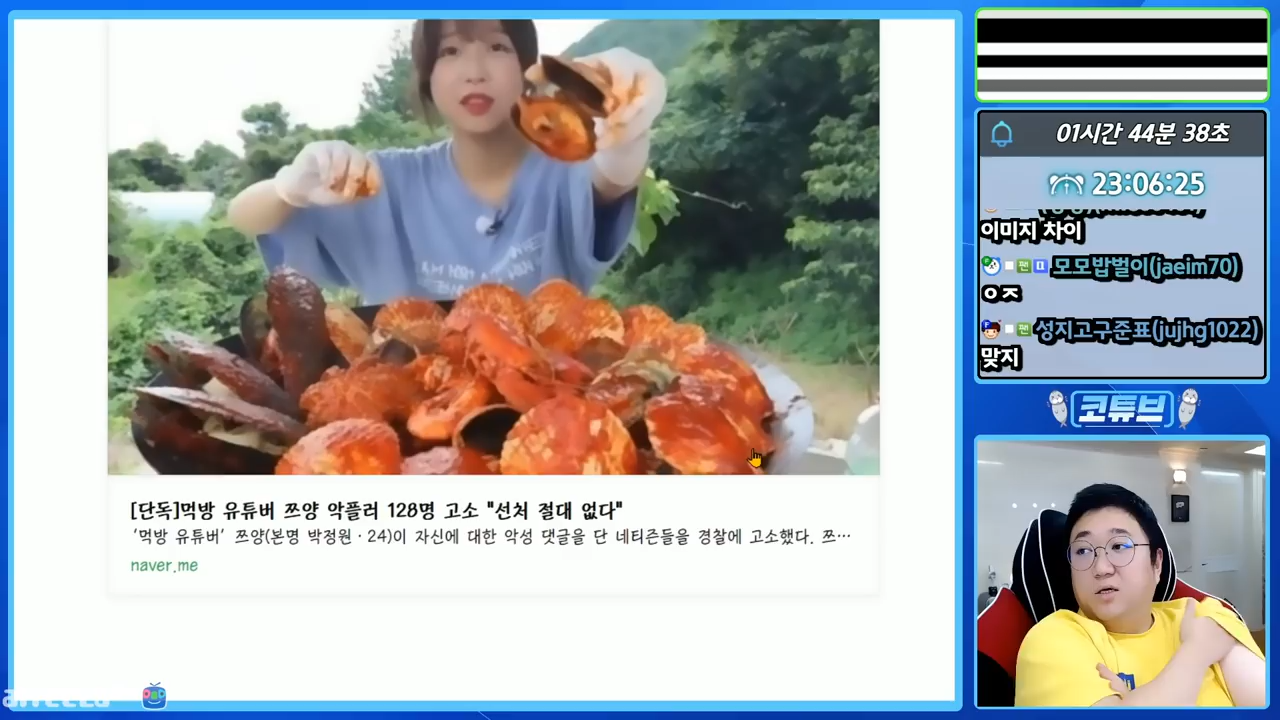 [단독]먹방 유튜버 쯔양 악플러 128명 고소 "선처 절대 없다"
'먹방 유튜버' 쯔양(본명 박정원·24)이 자신에 대한 악성 댓글을 단 네티즌들을 경찰에 고소했다. 쯔…
naver.me
01시간 44분 38초
23:06:25
이미지 차이
팬 모모밥벌이(jaeim70)
ㅇㅈ
팬 성지고구준표(jujhg1022)
맞지
코튜브